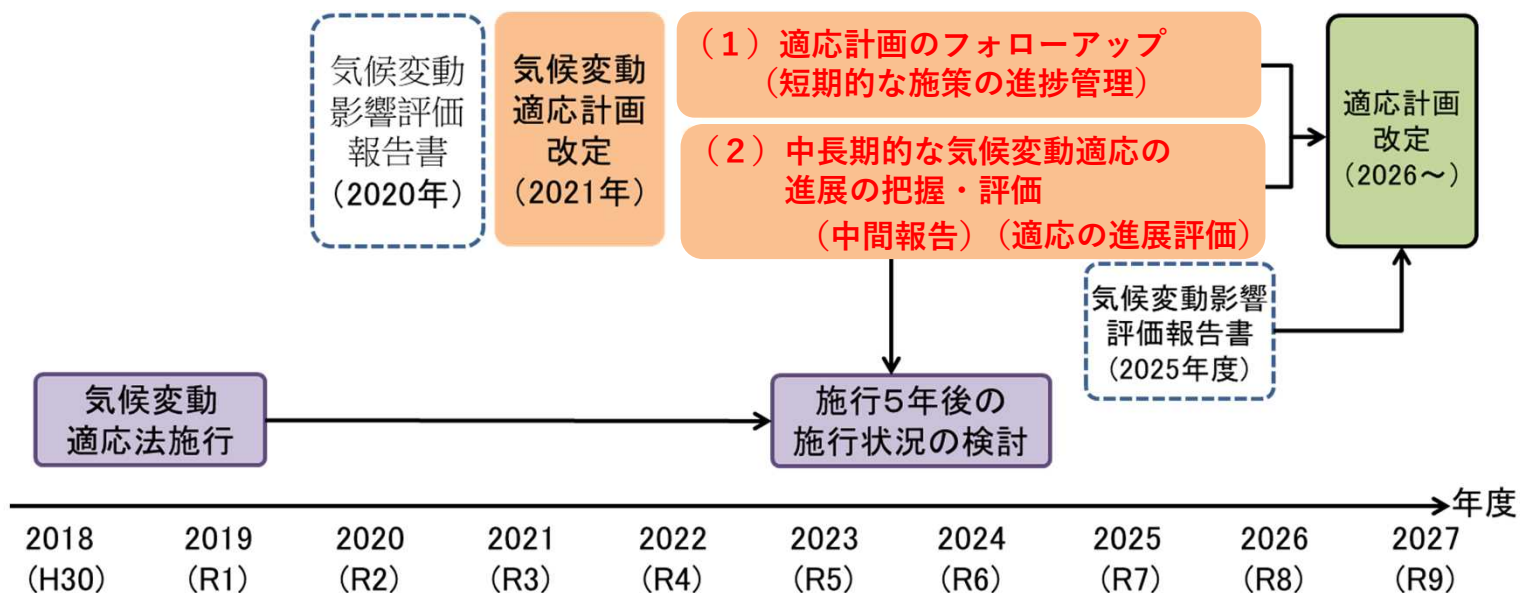 気候変動
影響評価
報告書
(2020年)
気候変動
適応計画
改定
(2021年)
(1)適応計画のフォローアップ
(短期的な施策の進捗管理)
(2)中長期的な気候変動適応の
進展の把握・評価
(中間報告)(適応の進展評価)
適応計画
改定
(2026～)
気候変動影響
評価報告書
(2025年度)
気候変動
適応法施行
施行5年後の
施行状況の検討
年度
2018 2019 2020 2021 2022 2023 2024 2025 2026 2027
(H30) (R1) (R2) (R3) (R4) (R5) (R6) (R7) (R8) (R9)